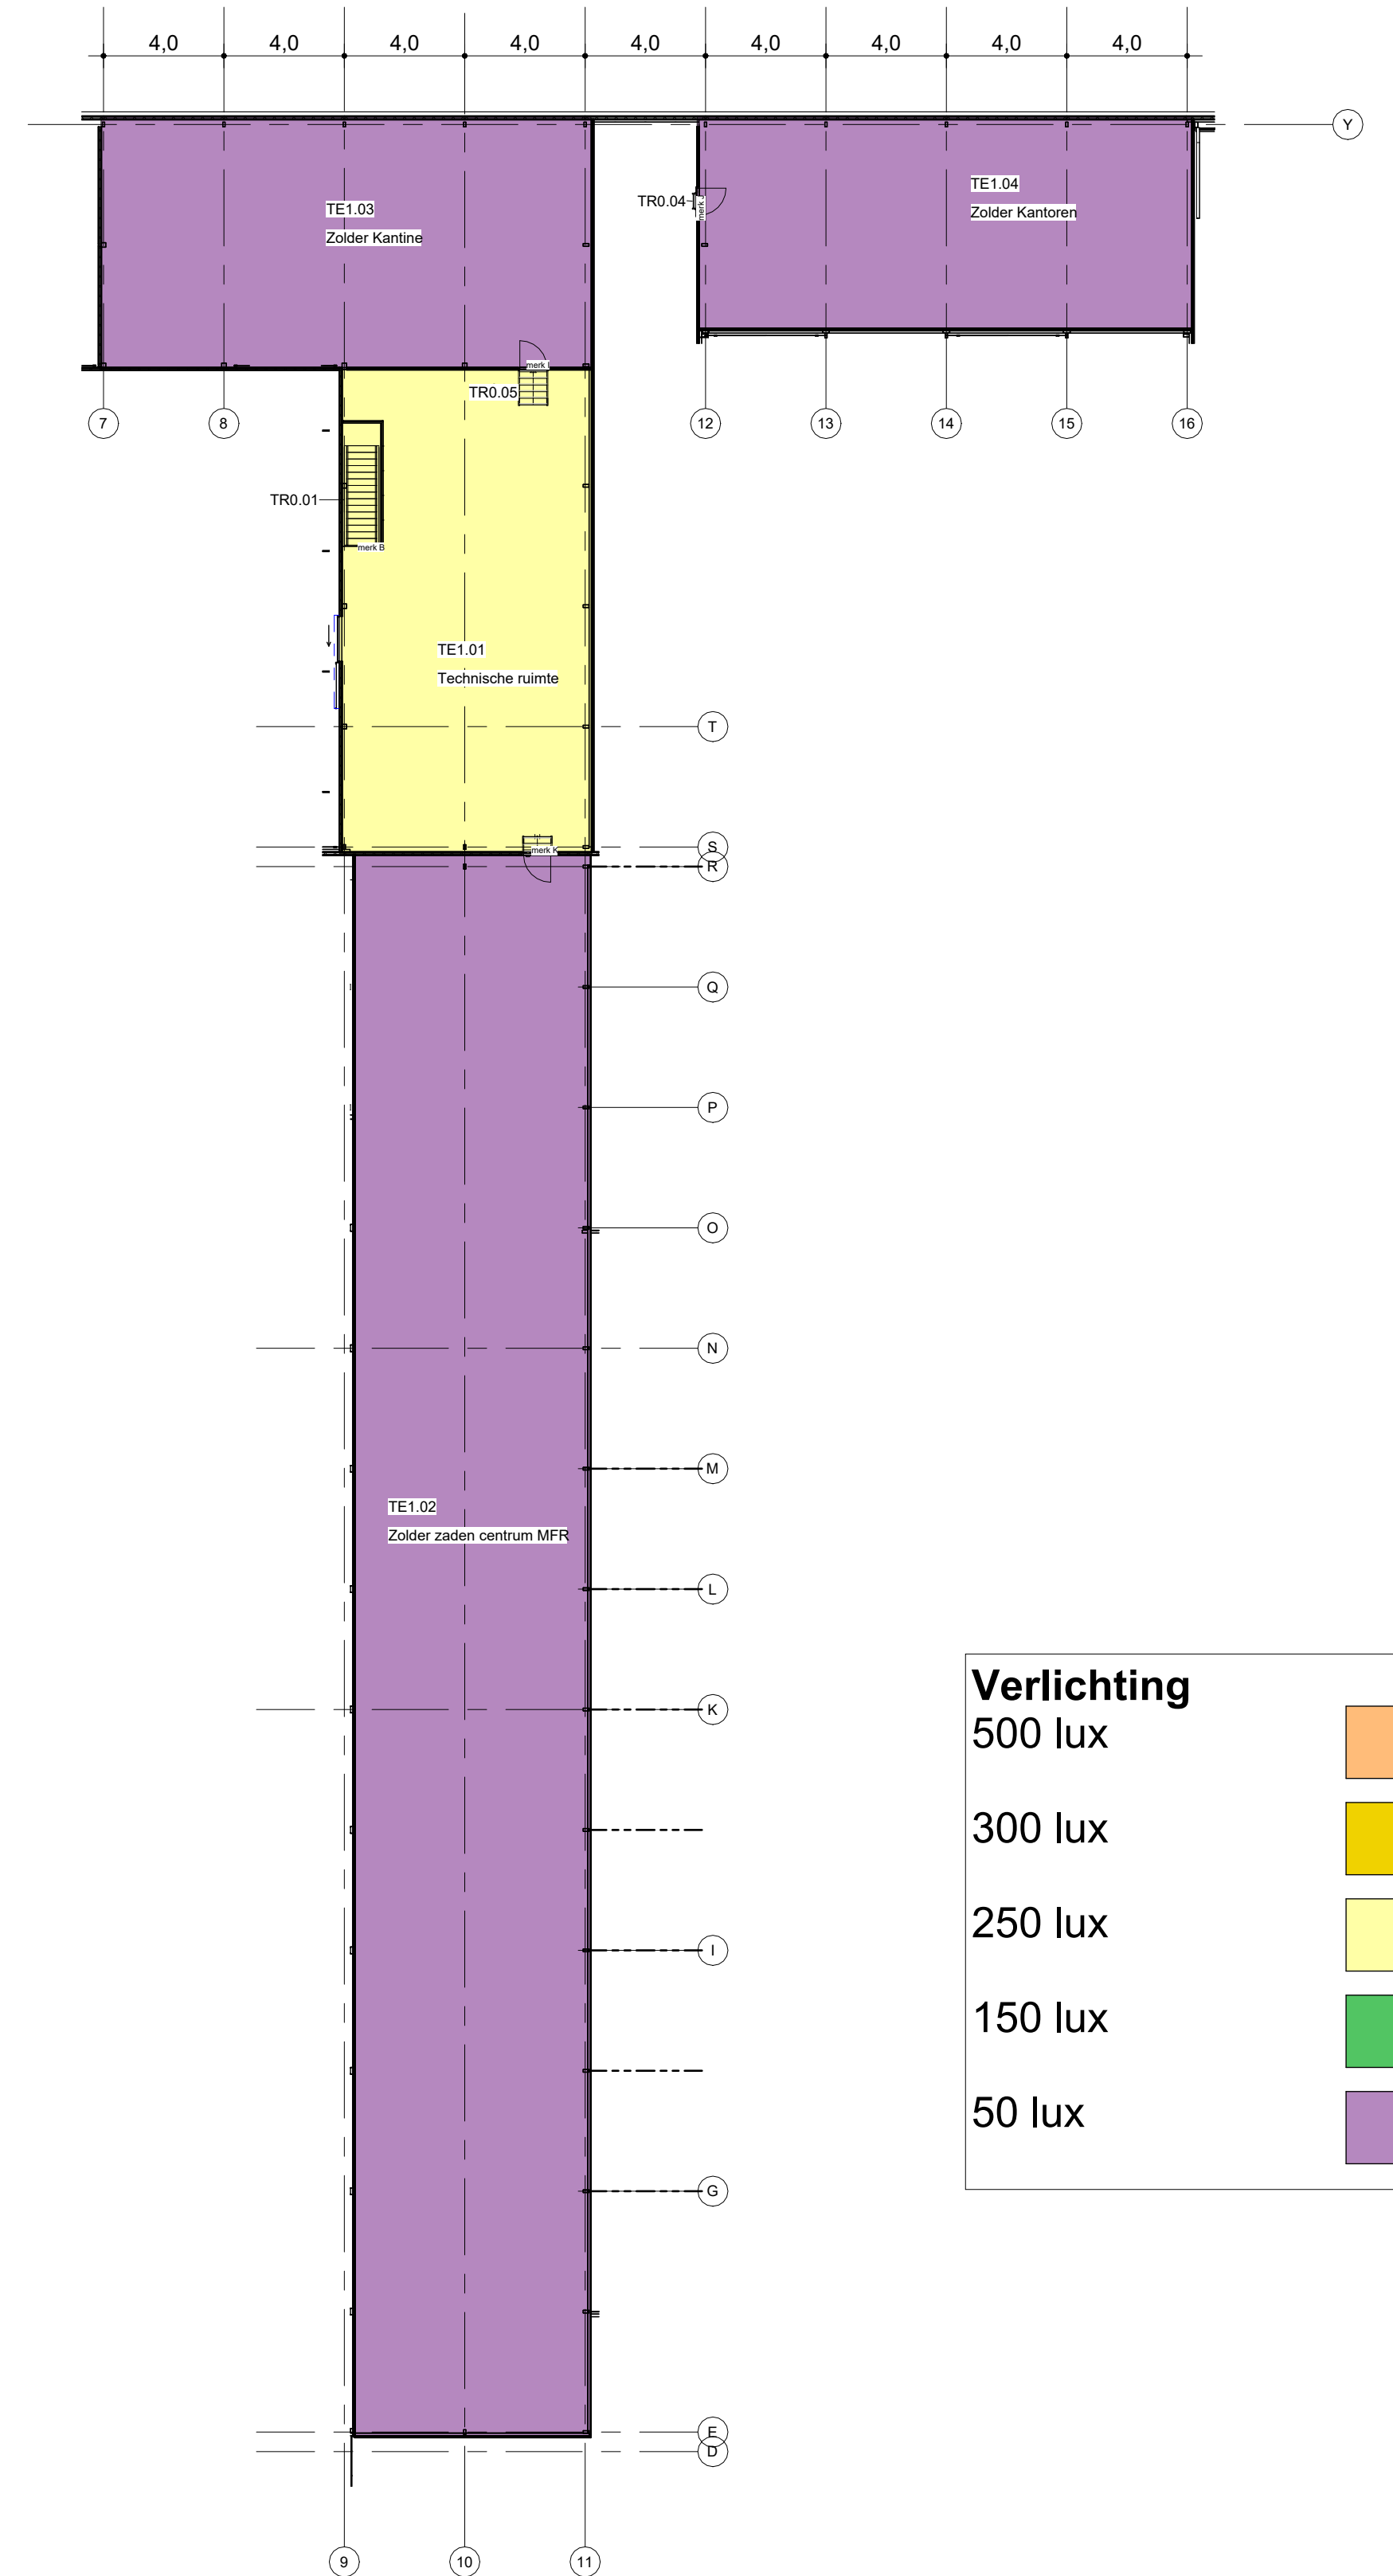 4,0 4,0 4,0 4,0 4,0 4,0 4,0 4,0 4,0
Y
TE1.03
Zolder Kantine
TR0.04
TE1.04
Zolder Kantoren
merk
TR0.05
7 8 12 13 14 15 16
TR0.01
merk B
TE1.01
Technische ruimte
T
S
merk K
R
Q
P
O
N
M
TE1.02
Zolder zaden centrum MFR
L
K
I
G
E
D
9 10 11
Verlichting
500 lux
300 lux
250 lux
150 lux
50 lux